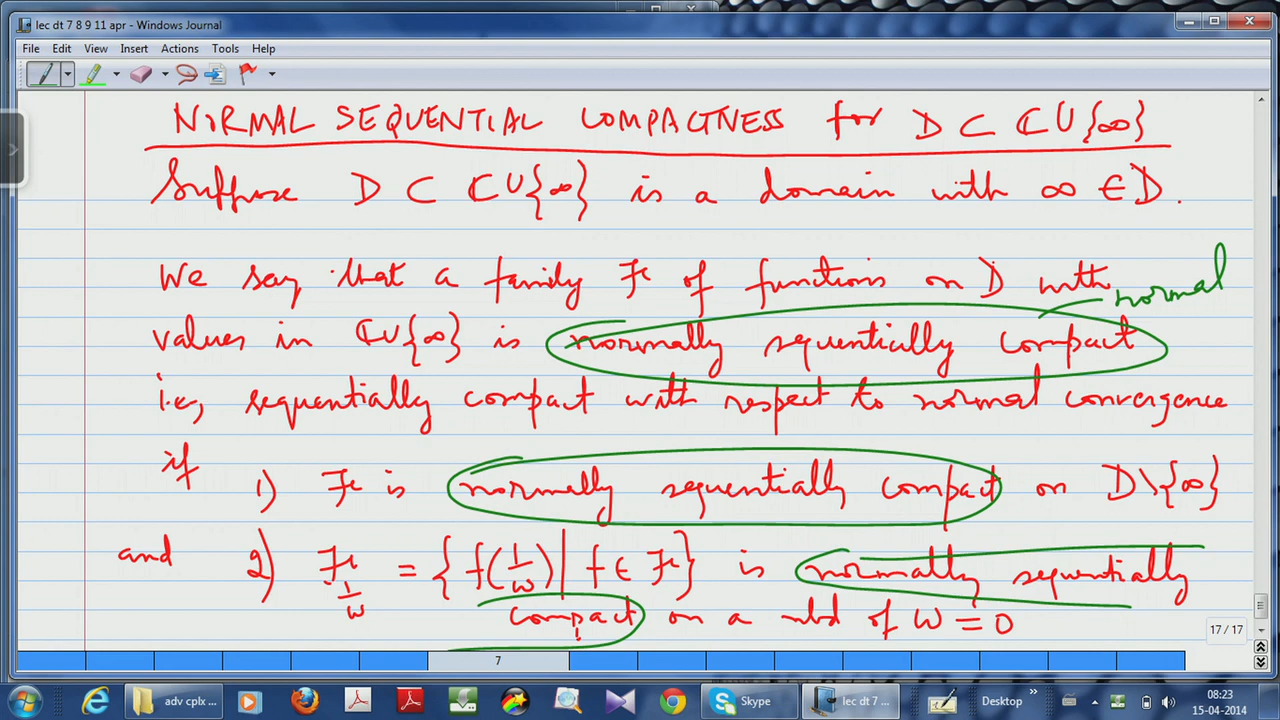 lec dt 7 8 9 11 apr - Windows Journal
File Edit View Insert Actions Tools Help
NORMAL SEQUENTIAL COMPACTNESS for D ⊂ ℂ∪{∞}
Suppose D ⊂ ℂ∪{∞} is a domain with ∞ ∈ D.
We say that a family ℱ of functions on D with
normal
values in ℂ∪{∞} is normally sequentially compact
i.e., sequentially compact with respect to normal convergence
if 1) ℱ is normally sequentially compact on D\{∞}
and 2) ℱ_{1/w} = {f(1/w) | f ∈ ℱ} is normally sequentially
compact on a nbd of w = 0
17 / 17
7
adv cplx ... Skype lec dt 7 ... Desktop » 08:23
15-04-2014